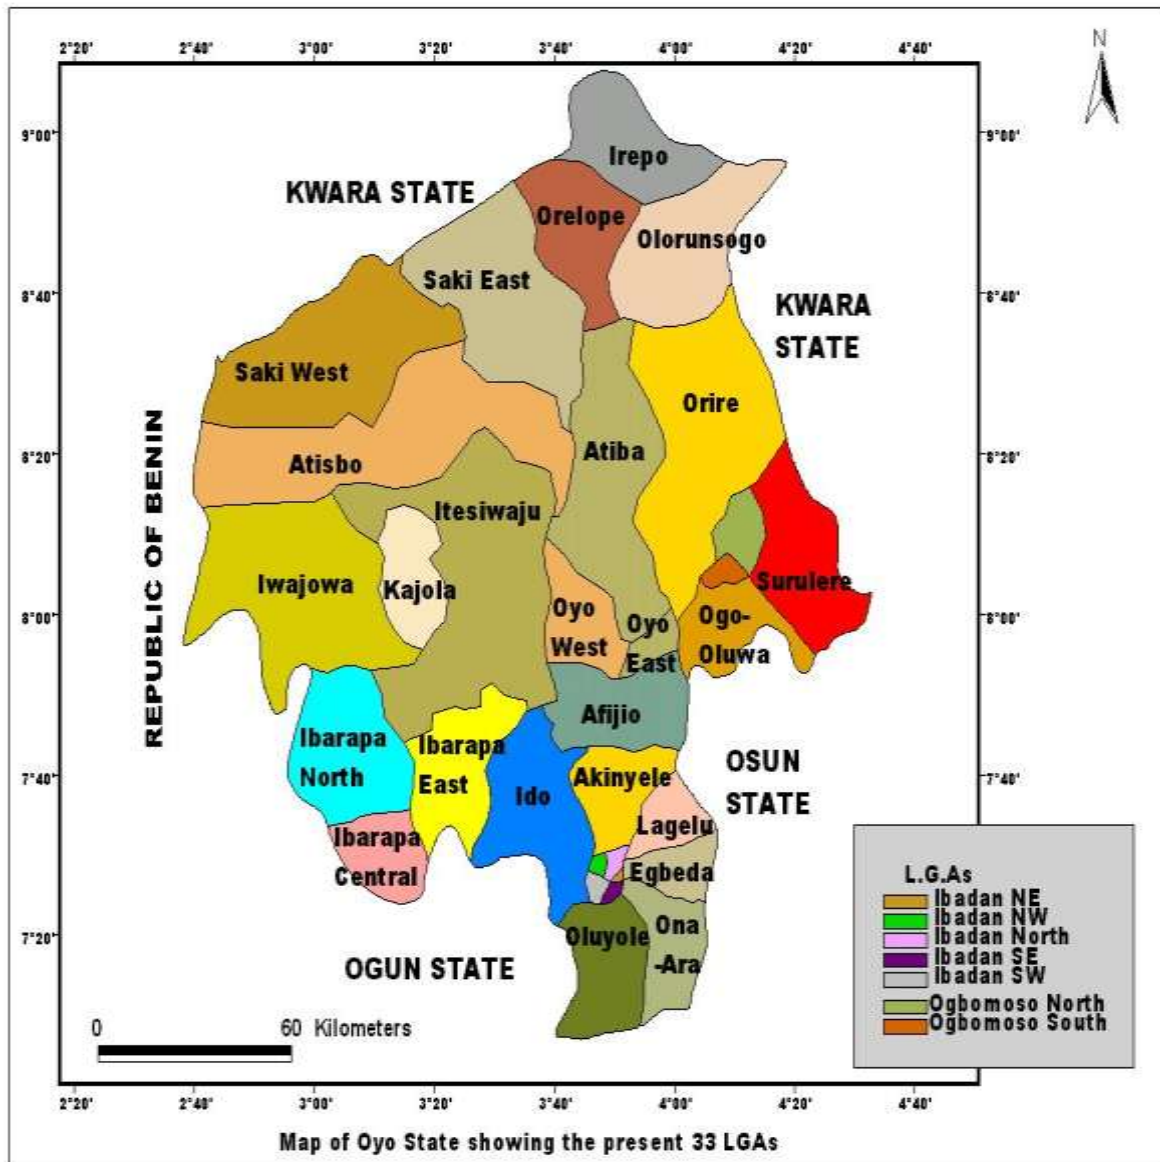 N
2°20' 2°40' 3°00' 3°20' 3°40' 4°00' 4°20' 4°40'
9°00' 9°00'
Irepo
KWARA STATE
Orelope
Olorunsogo
Saki East
8°40' 8°40'
KWARA
STATE
Saki West
Orire
REPUBLIC OF BENIN
Atisbo
Atiba
8°20' 8°20'
Itesiwaju
Iwajowa
Kajola
Surulere
Oyo
West
Oyo
East
Ogo-
Oluwa
8°00' 8°00'
Afijio
Ibarapa
North
Ibarapa
East
Ido
Akinyele
OSUN
STATE
7°40' 7°40'
Lagelu
Ibarapa
Central
Egbeda
Oluyole
Ona
-Ara
7°20' 7°20'
OGUN STATE
L.G.As
Ibadan NE
Ibadan NW
Ibadan North
Ibadan SE
Ibadan SW
Ogbomoso North
Ogbomoso South
0 60 Kilometers
2°20' 2°40' 3°00' 3°20' 3°40' 4°00' 4°20' 4°40'
Map of Oyo State showing the present 33 LGAs